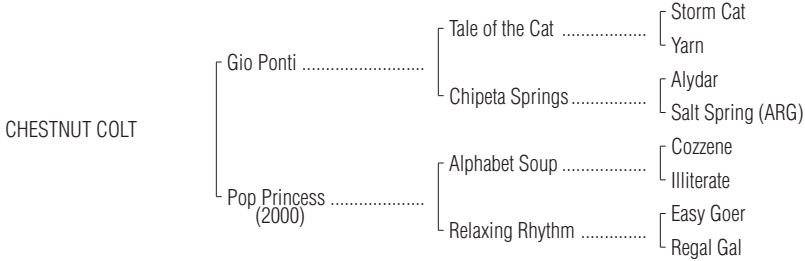 Storm Cat
Tale of the Cat ..................
Yarn
Gio Ponti ..........................
Alydar
Chipeta Springs................
Salt Spring (ARG)
CHESTNUT COLT
Cozzene
Alphabet Soup ..................
Illiterate
Pop Princess ....................
(2000)
Easy Goer
Relaxing Rhythm ..............
Regal Gal